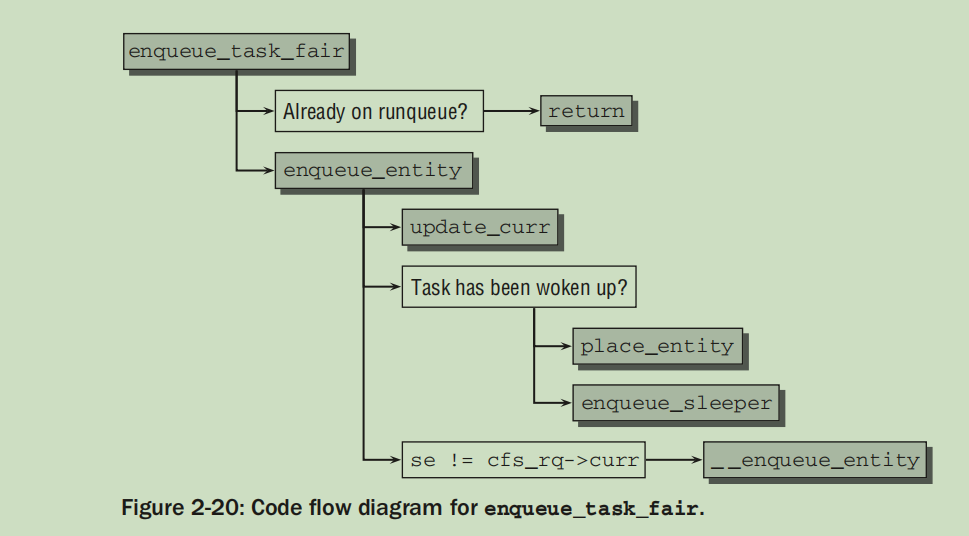 enqueue_task_fair
Already on runqueue?
return
enqueue_entity
update_curr
Task has been woken up?
place_entity
enqueue_sleeper
se != cfs_rq->curr
__enqueue_entity
Figure 2-20: Code flow diagram for enqueue_task_fair.